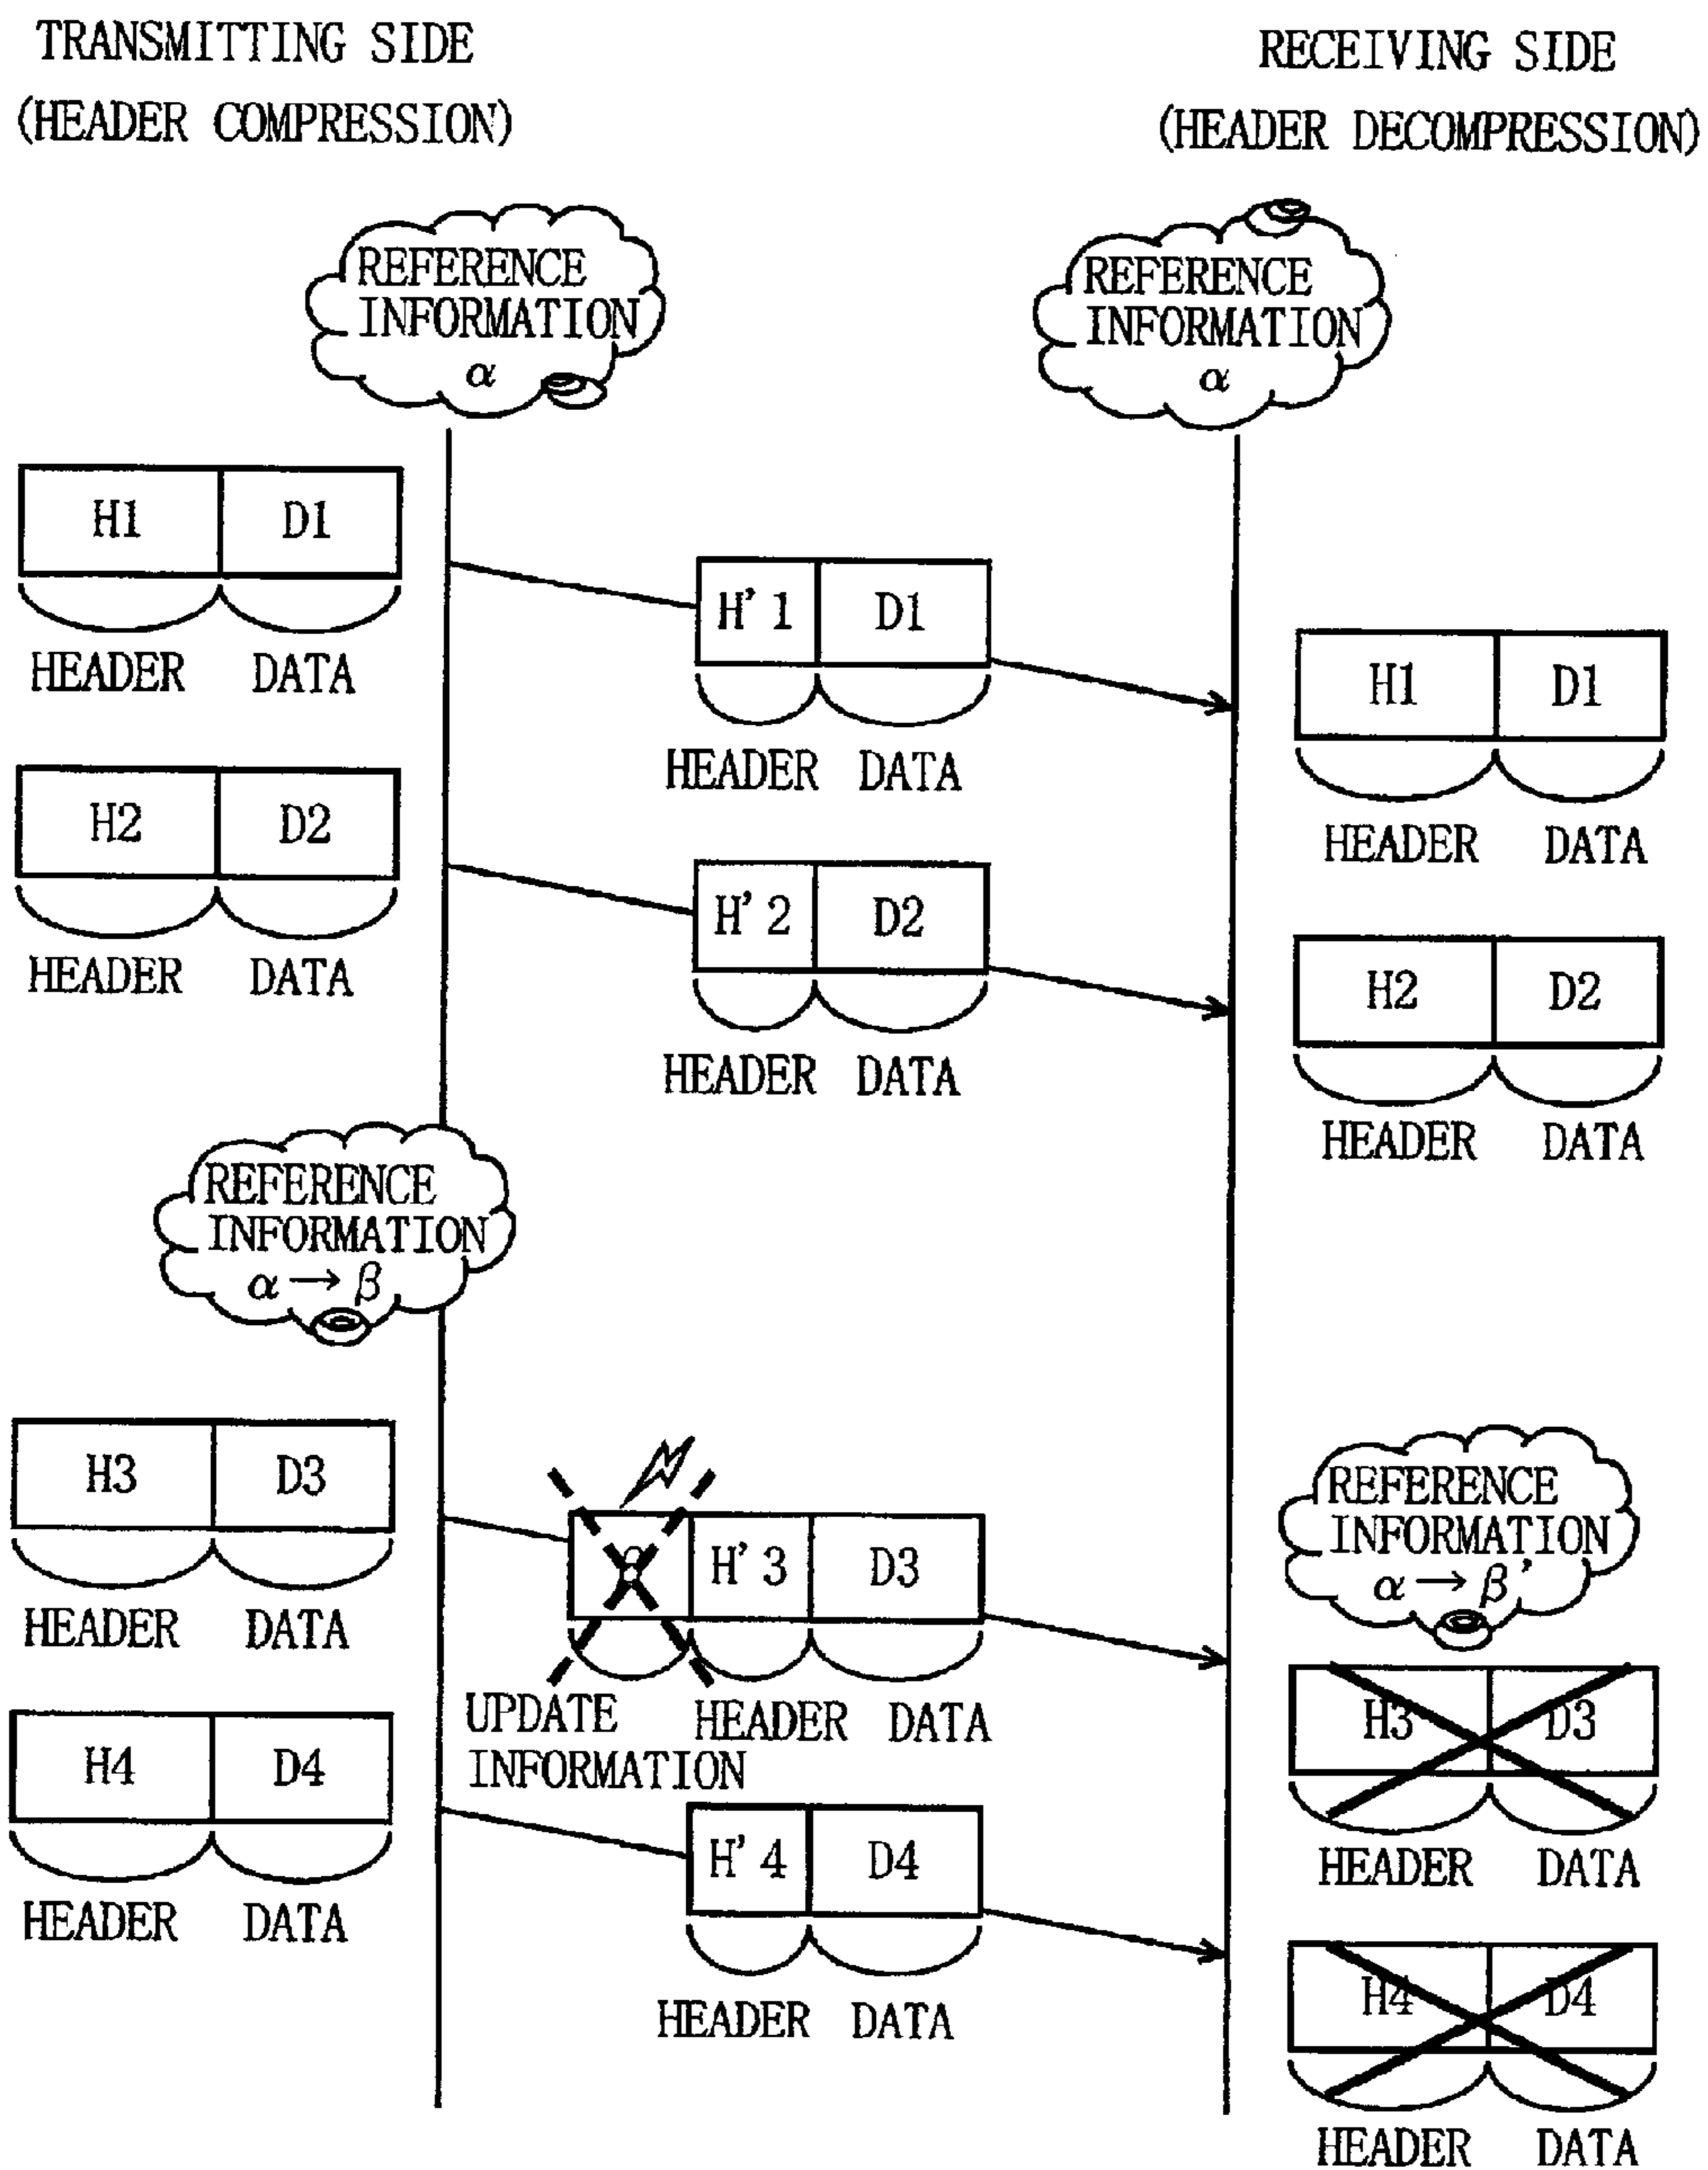 TRANSMITTING SIDE
(HEADER COMPRESSION)
RECEIVING SIDE
(HEADER DECOMPRESSION)
REFERENCE
INFORMATION
α
REFERENCE
INFORMATION
α
H1 D1
HEADER DATA
H'1 D1
HEADER DATA
H1 D1
HEADER DATA
H2 D2
HEADER DATA
H'2 D2
HEADER DATA
H2 D2
HEADER DATA
REFERENCE
INFORMATION
α → β
H3 D3
HEADER DATA
H'3 D3
UPDATE
INFORMATION
HEADER DATA
REFERENCE
INFORMATION
α → β'
H3 D3
HEADER DATA
H4 D4
HEADER DATA
H'4 D4
HEADER DATA
H4 D4
HEADER DATA